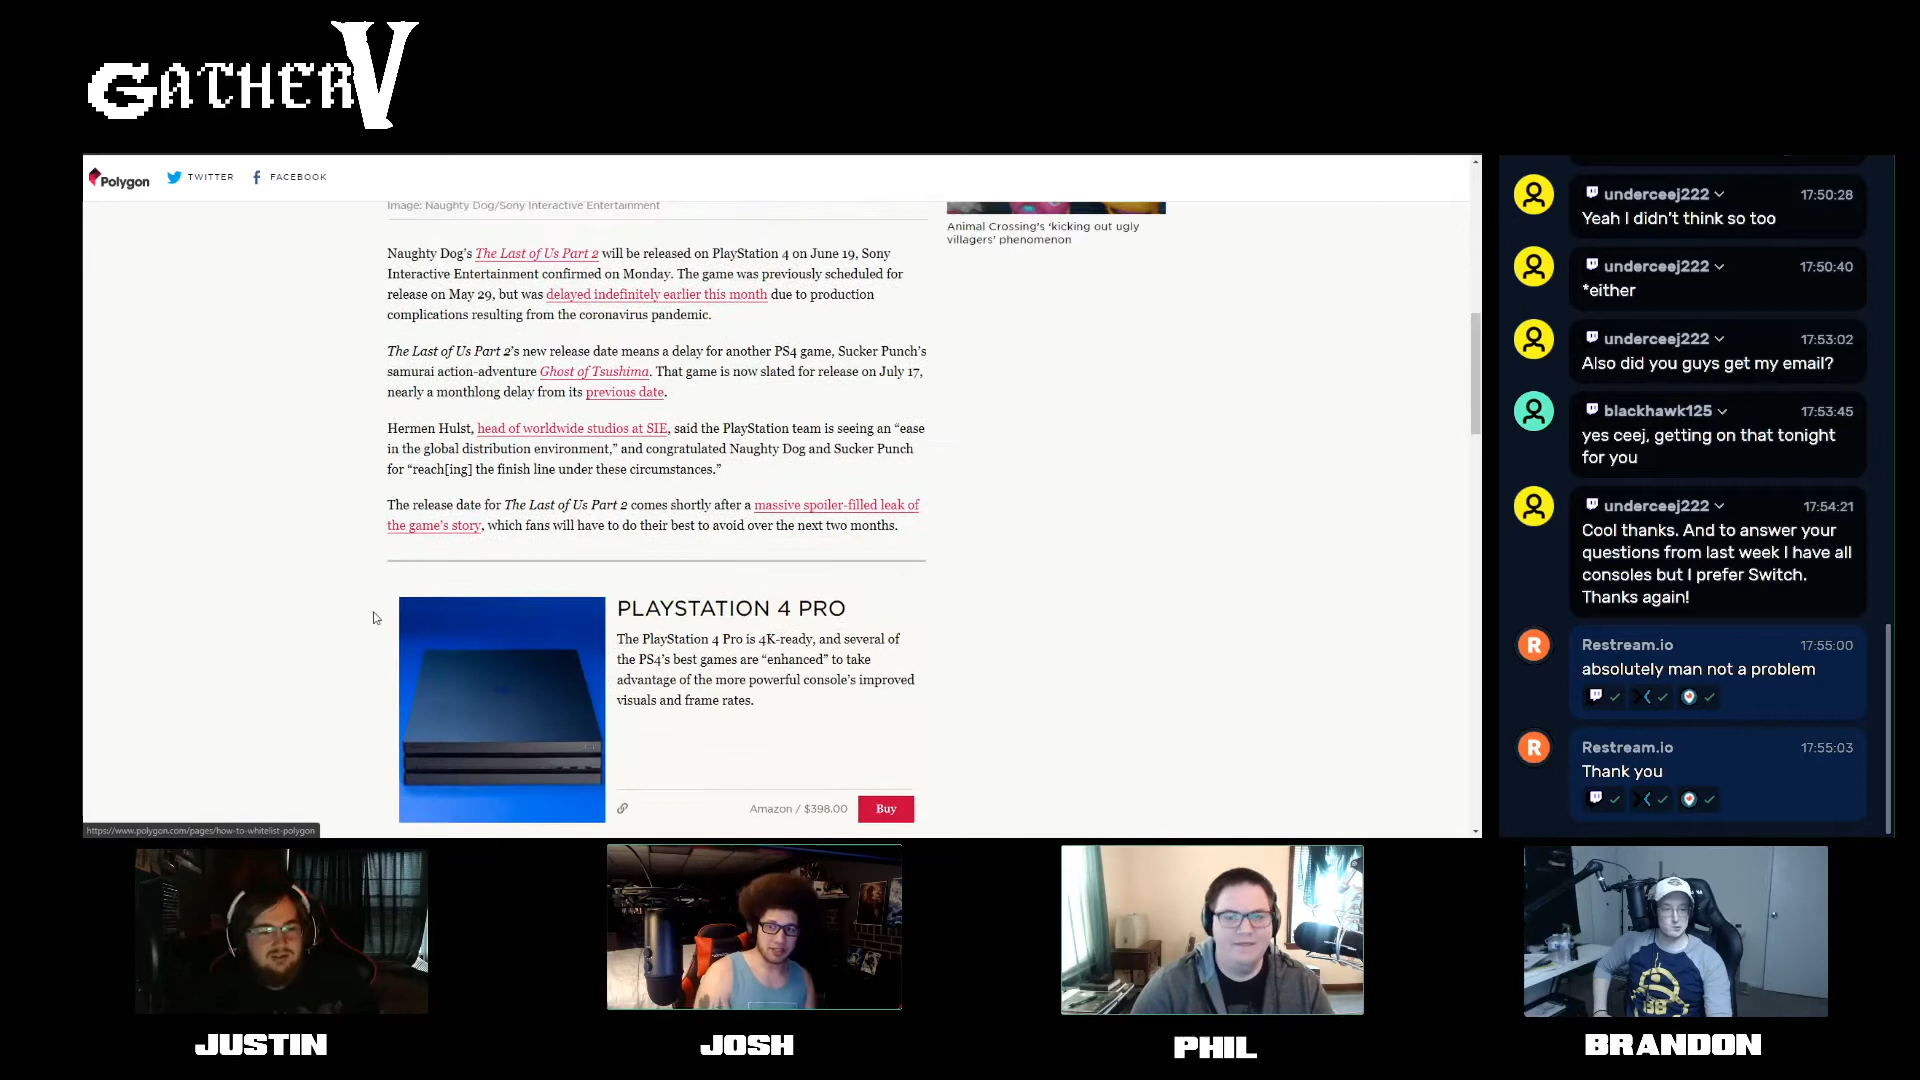 GATHER V
Polygon
TWITTER
FACEBOOK
Image: Naughty Dog/Sony Interactive Entertainment
Naughty Dog's The Last of Us Part 2 will be released on PlayStation 4 on June 19, Sony
Interactive Entertainment confirmed on Monday. The game was previously scheduled for
release on May 29, but was delayed indefinitely earlier this month due to production
complications resulting from the coronavirus pandemic.
The Last of Us Part 2's new release date means a delay for another PS4 game, Sucker Punch's
samurai action-adventure Ghost of Tsushima. That game is now slated for release on July 17,
nearly a monthlong delay from its previous date.
Hermen Hulst, head of worldwide studios at SIE, said the PlayStation team is seeing an “ease
in the global distribution environment,” and congratulated Naughty Dog and Sucker Punch
for “reach[ing] the finish line under these circumstances.”
The release date for The Last of Us Part 2 comes shortly after a massive spoiler-filled leak of
the game's story, which fans will have to do their best to avoid over the next two months.
Animal Crossing's ‘kicking out ugly
villagers’ phenomenon
PLAYSTATION 4 PRO
The PlayStation 4 Pro is 4K-ready, and several of
the PS4's best games are “enhanced” to take
advantage of the more powerful console's improved
visuals and frame rates.
Amazon / $398.00
Buy
https://www.polygon.com/pages/how-to-whitelist-polygon
underceej222 17:50:28
Yeah I didn't think so too
underceej222 17:50:40
*either
underceej222 17:53:02
Also did you guys get my email?
blackhawk125 17:53:45
yes ceej, getting on that tonight
for you
underceej222 17:54:21
Cool thanks. And to answer your
questions from last week I have all
consoles but I prefer Switch.
Thanks again!
R
Restream.io 17:55:00
absolutely man not a problem
R
Restream.io 17:55:03
Thank you
JUSTIN
JOSH
PHIL
BRANDON